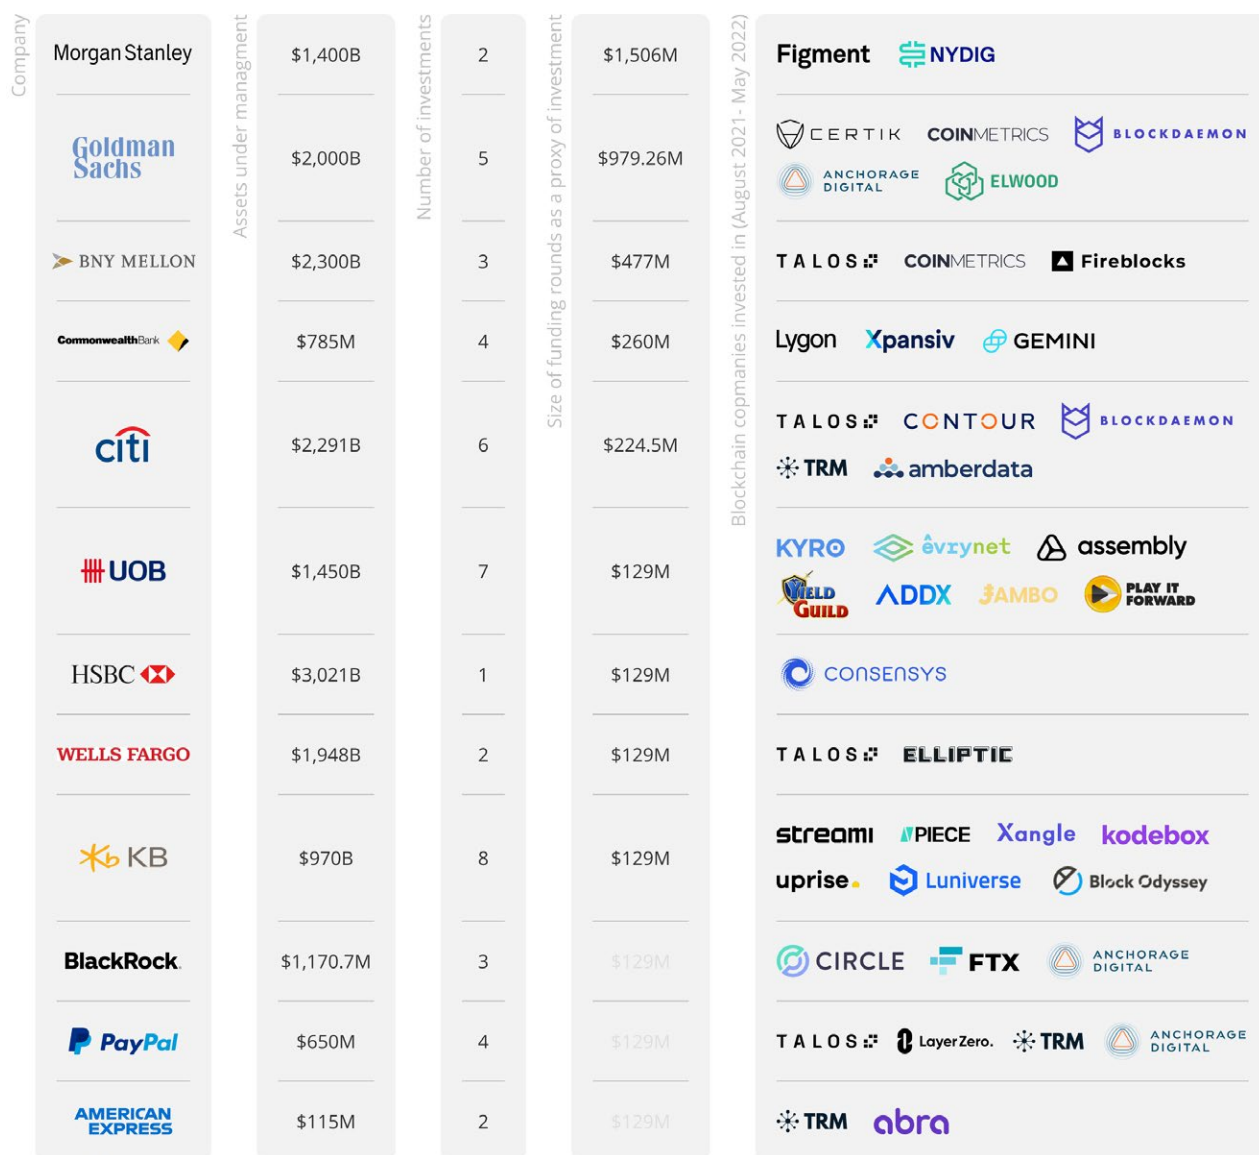 Company
Assets under managment
Number of investments
Size of funding rounds as a proxy of investment
Blockchain copmanies invested in (August 2021- May 2022)
Morgan Stanley $1,400B 2 $1,506M Figment NYDIG
Goldman
Sachs
$2,000B 5 $979.26M
CERTIK COINMETRICS BLOCKDAEMON
ANCHORAGE
DIGITAL
ELWOOD
BNY MELLON $2,300B 3 $477M TALOS COINMETRICS Fireblocks
CommonwealthBank $785M 4 $260M Lygon Xpansiv GEMINI
citi $2,291B 6 $224.5M
TALOS CONTOUR BLOCKDAEMON
TRM amberdata
UOB $1,450B 7 $129M
KYRO êvrynet assembly
YIELD
GUILD
ADDX JAMBO
PLAY IT
FORWARD
HSBC $3,021B 1 $129M CONSENSYS
WELLS FARGO $1,948B 2 $129M TALOS ELLIPTIC
KB KB $970B 8 $129M
streami PIECE Xangle kodebox
uprise. Luniverse Block Odyssey
BlackRock. $1,170.7M 3 $129M CIRCLE FTX ANCHORAGE
DIGITAL
PayPal $650M 4 $129M TALOS LayerZero. TRM ANCHORAGE
DIGITAL
AMERICAN
EXPRESS
$115M 2 $129M TRM abra